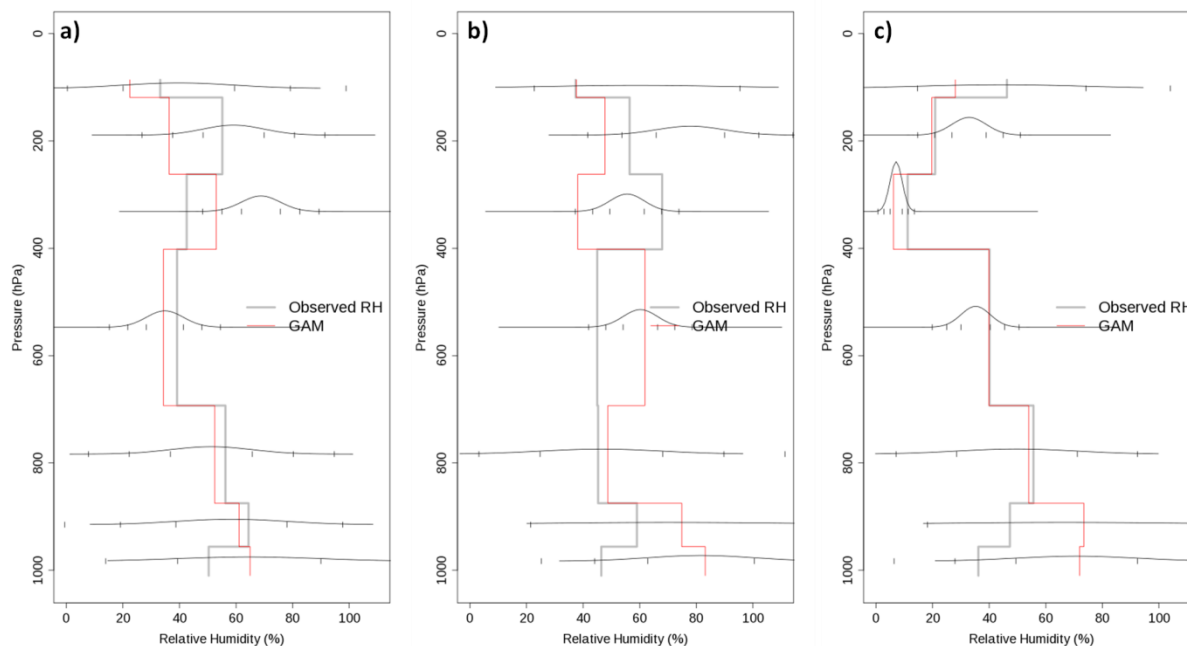 a)
Pressure (hPa)
0
200
400
600
800
1000
Observed RH
GAM
0 20 40 60 80 100
Relative Humidity (%)
b)
Pressure (hPa)
0
200
400
600
800
1000
Observed RH
GAM
0 20 40 60 80 100
Relative Humidity (%)
c)
Pressure (hPa)
0
200
400
600
800
1000
Observed RH
GAM
0 20 40 60 80 100
Relative Humidity (%)